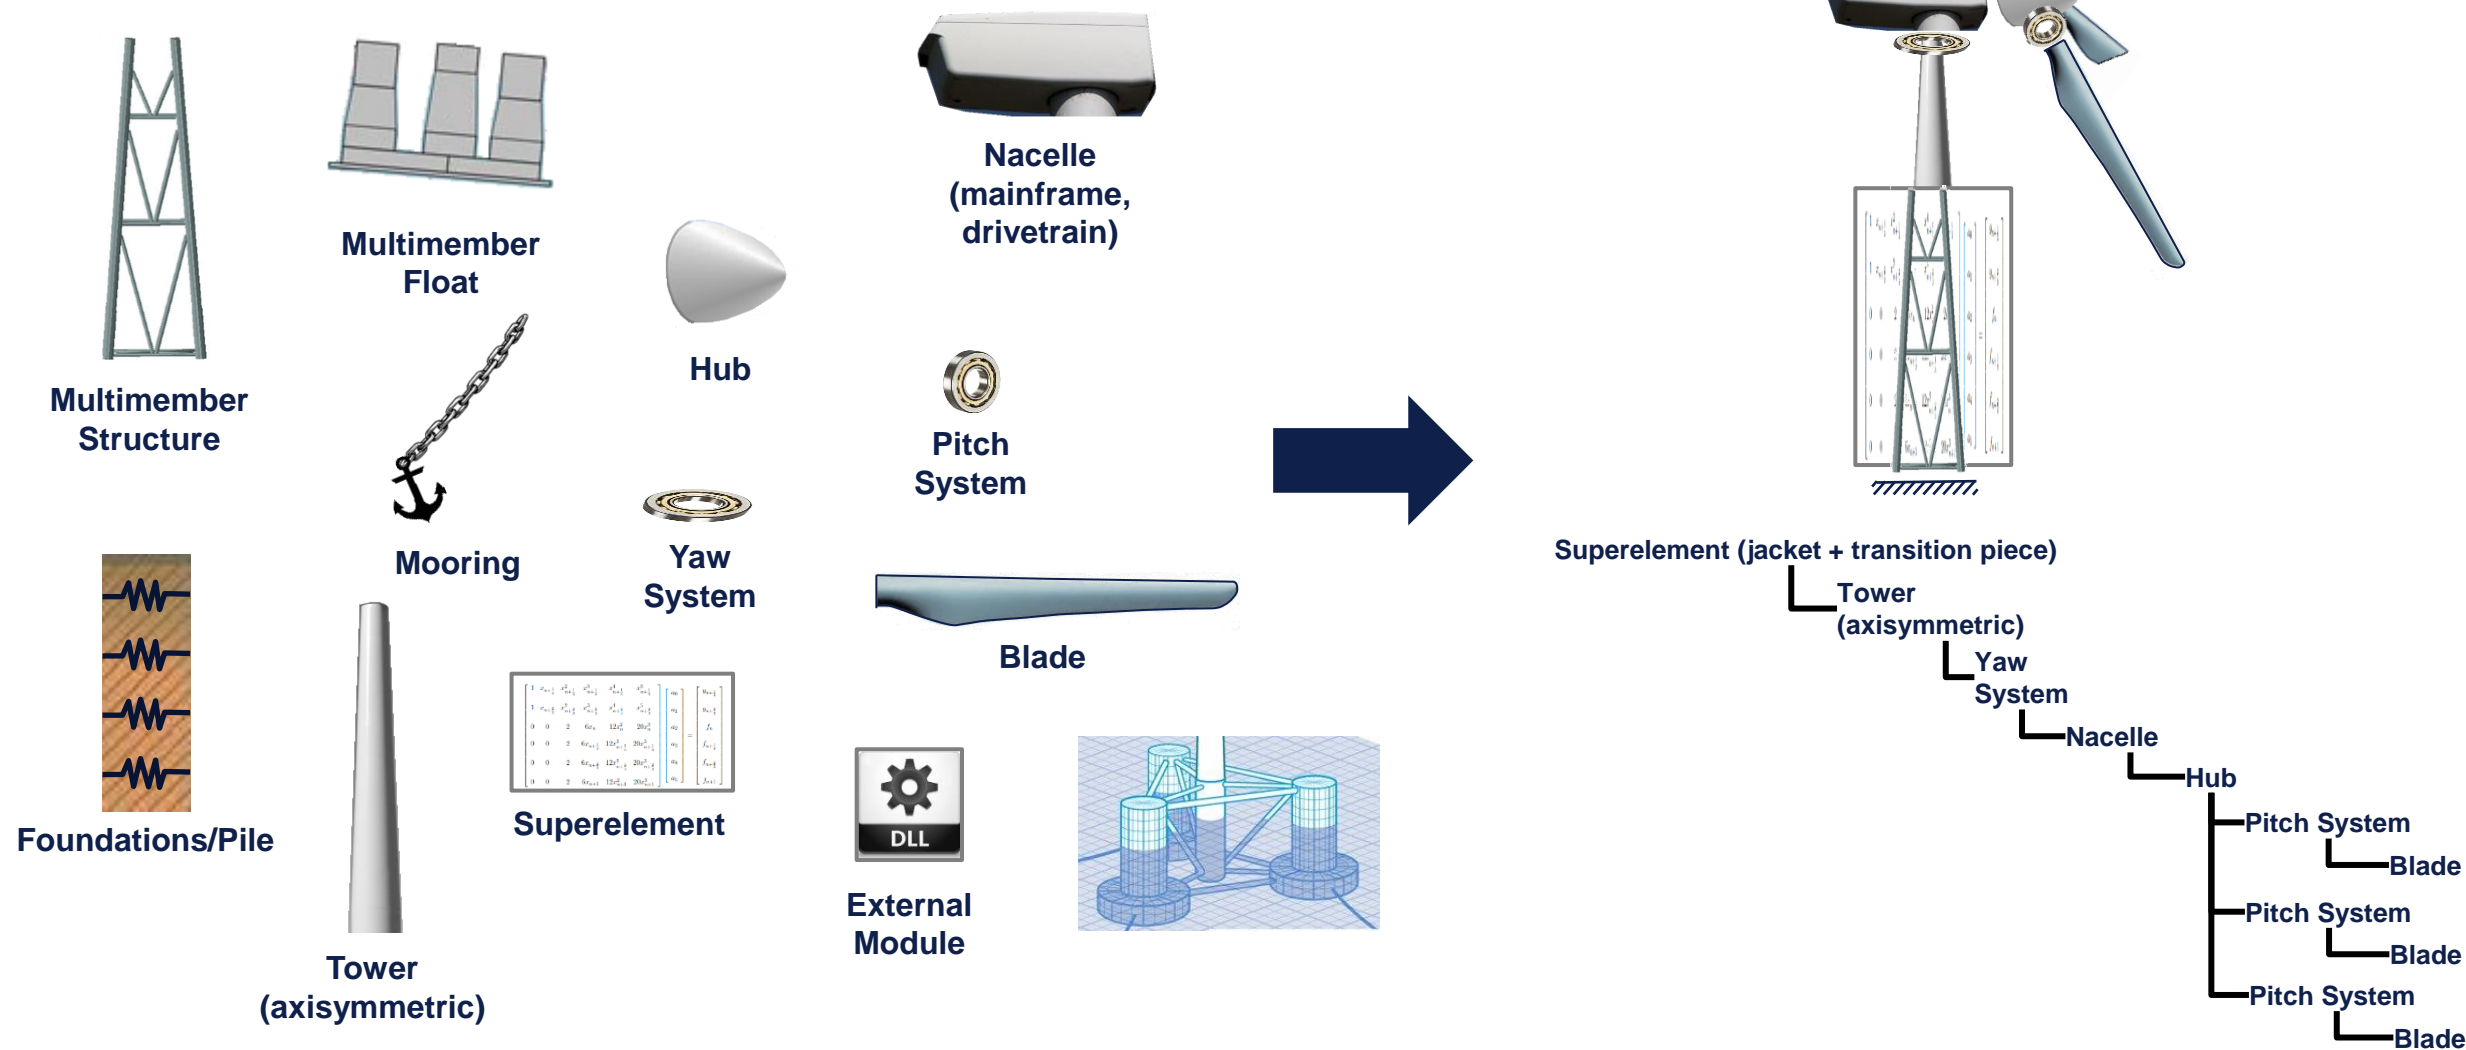 Nacelle
(mainframe,
drivetrain)
Multimember
Float
Hub
Multimember
Structure
Pitch
System
Mooring
Yaw
System
Blade
Foundations/Pile
Superelement
DLL
External
Module
Tower
(axisymmetric)
Superelement (jacket + transition piece)
Tower
(axisymmetric)
Yaw
System
Nacelle
Hub
Pitch System
Blade
Pitch System
Blade
Pitch System
Blade